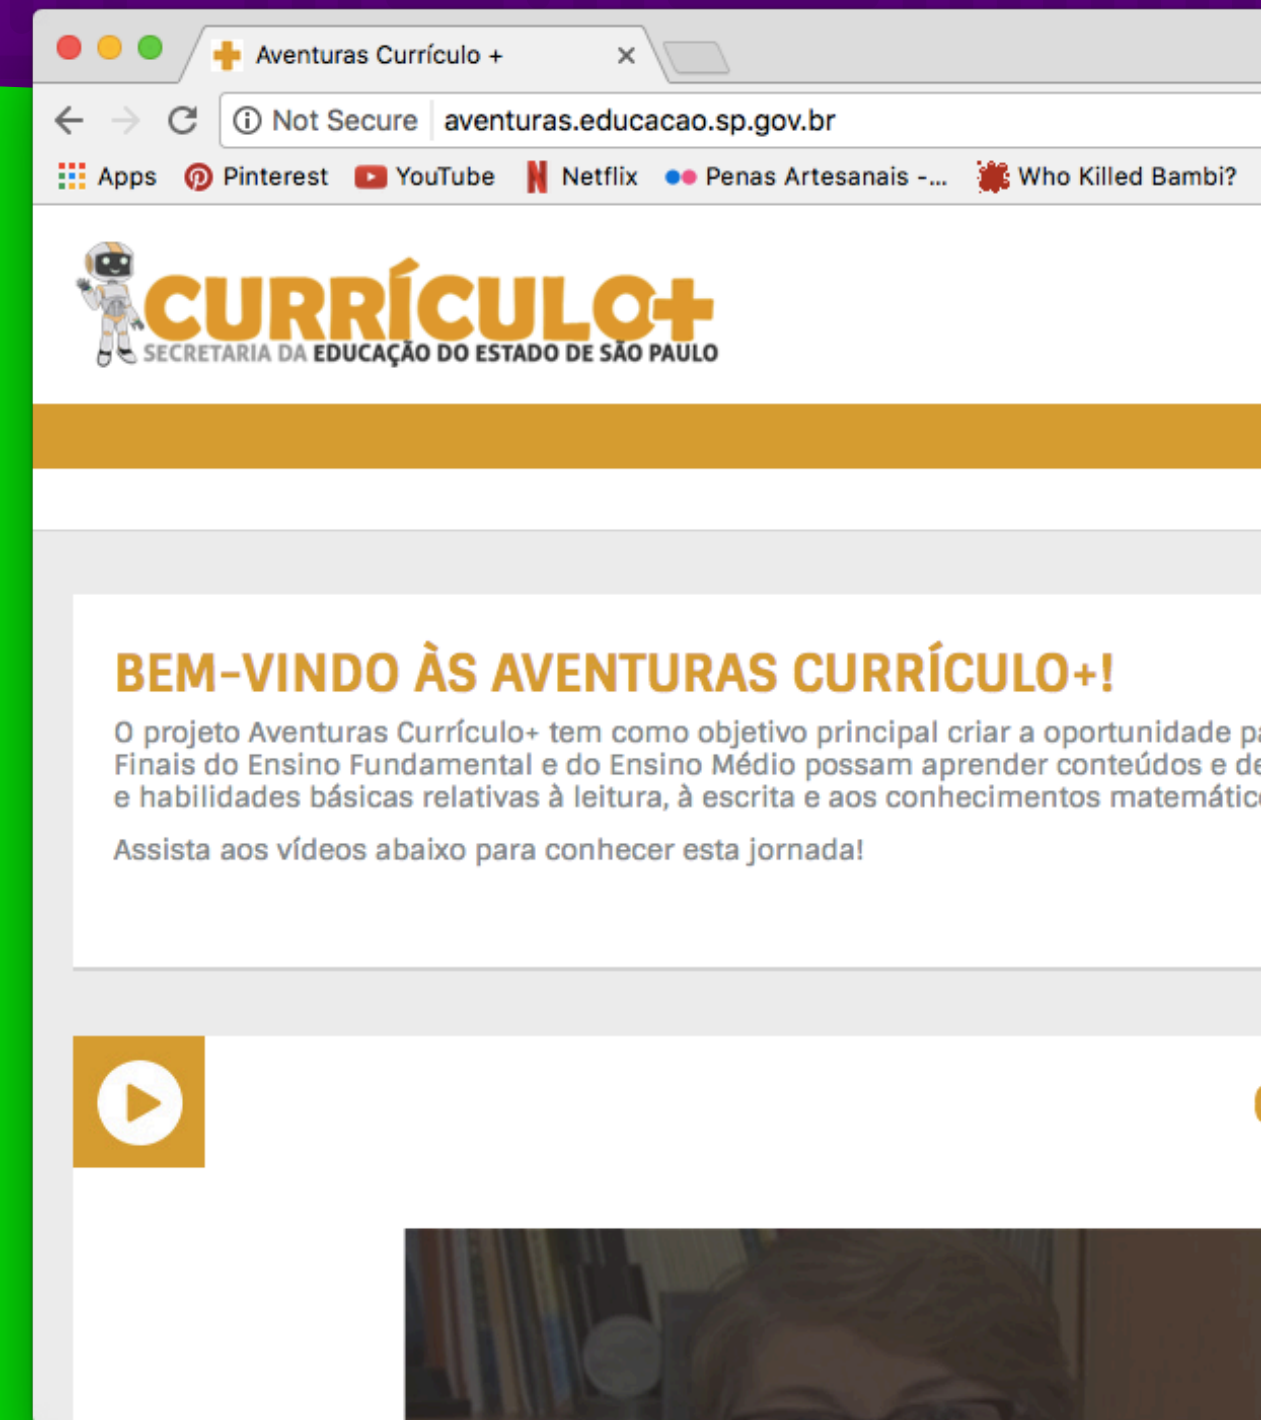 Aventuras Currículo +
Not Secure aventuras.educacao.sp.gov.br
Apps Pinterest YouTube Netflix Penas Artesanais -... Who Killed Bambi?
CURRÍCULO+
SECRETARIA DA EDUCAÇÃO DO ESTADO DE SÃO PAULO
BEM-VINDO ÀS AVENTURAS CURRÍCULO+!
O projeto Aventuras Currículo+ tem como objetivo principal criar a oportunidade
Finais do Ensino Fundamental e do Ensino Médio possam aprender conteúdos e
e habilidades básicas relativas à leitura, à escrita e aos conhecimentos
Assista aos vídeos abaixo para conhecer esta jornada!